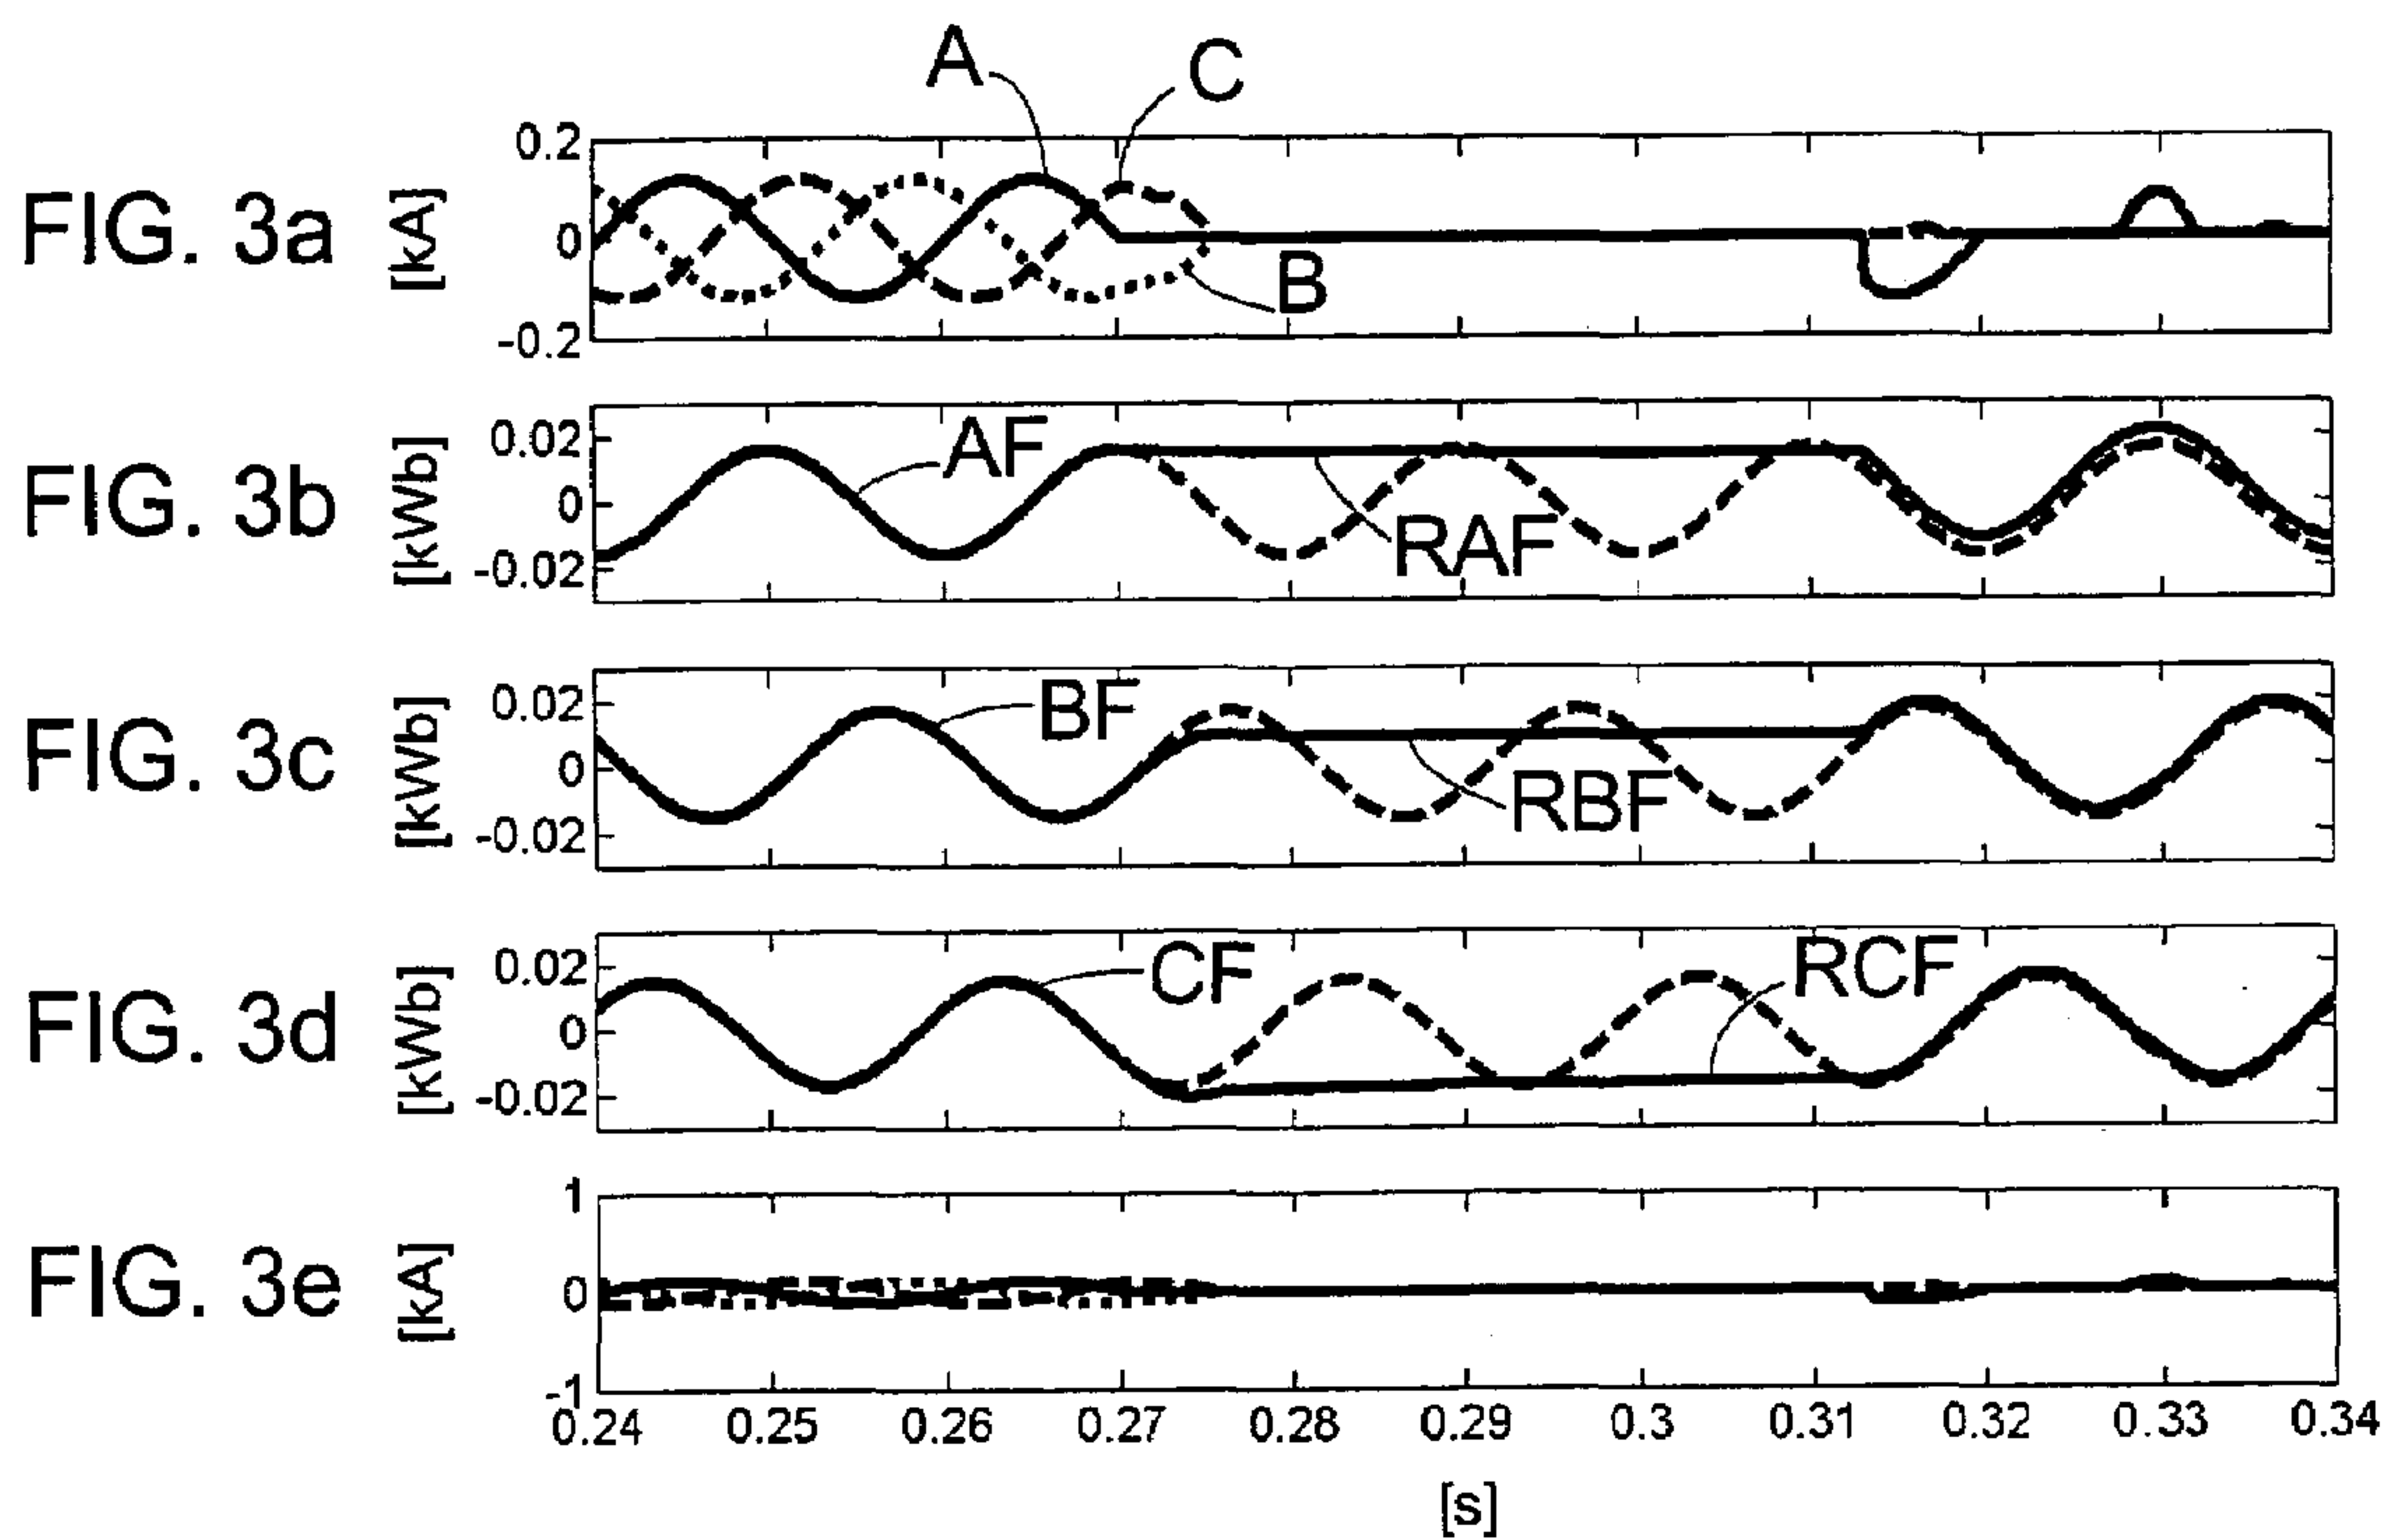 A
C
0.2
FIG. 3a
[kA]
0
B
-0.2
0.02
AF
FIG. 3b
[kWb]
0
RAF
-0.02
0.02
BF
FIG. 3c
[kWb]
0
RBF
-0.02
0.02
CF
RCF
FIG. 3d
[kWb]
0
-0.02
1
FIG. 3e
[kA]
0
-1
0.24 0.25 0.26 0.27 0.28 0.29 0.3 0.31 0.32 0.33 0.34
[s]